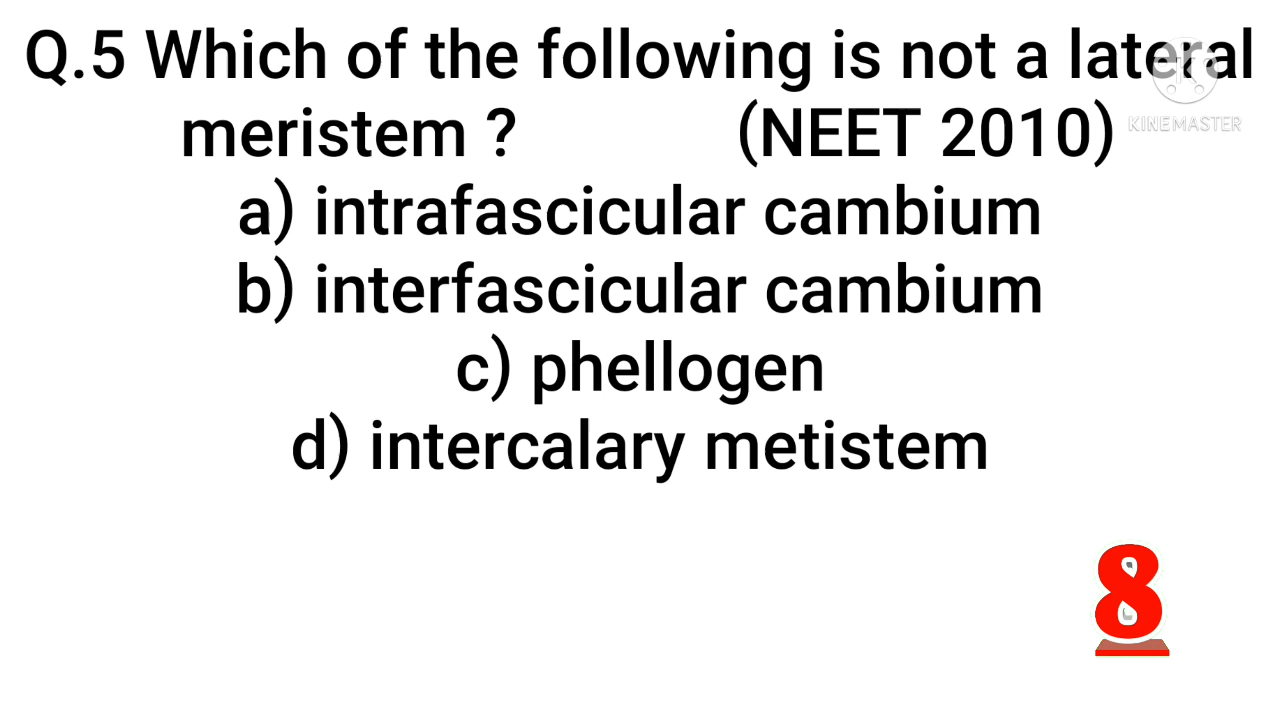 Q.5 Which of the following is not a lateral
meristem ? (NEET 2010)
KINEMASTER
a) intrafascicular cambium
b) interfascicular cambium
c) phellogen
d) intercalary metistem
8